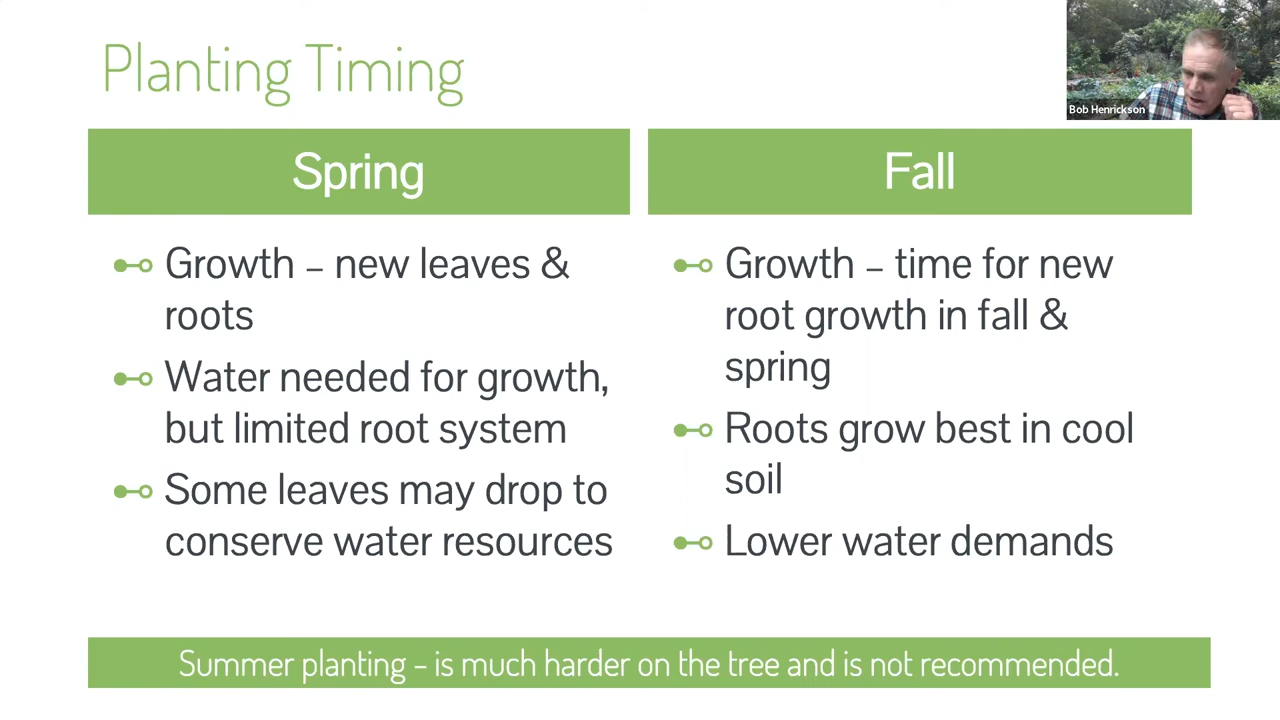 Planting Timing
Bob Henrickson
Spring
Growth – new leaves &
roots
Water needed for growth,
but limited root system
Some leaves may drop to
conserve water resources
Fall
Growth – time for new
root growth in fall &
spring
Roots grow best in cool
soil
Lower water demands
Summer planting – is much harder on the tree and is not recommended.